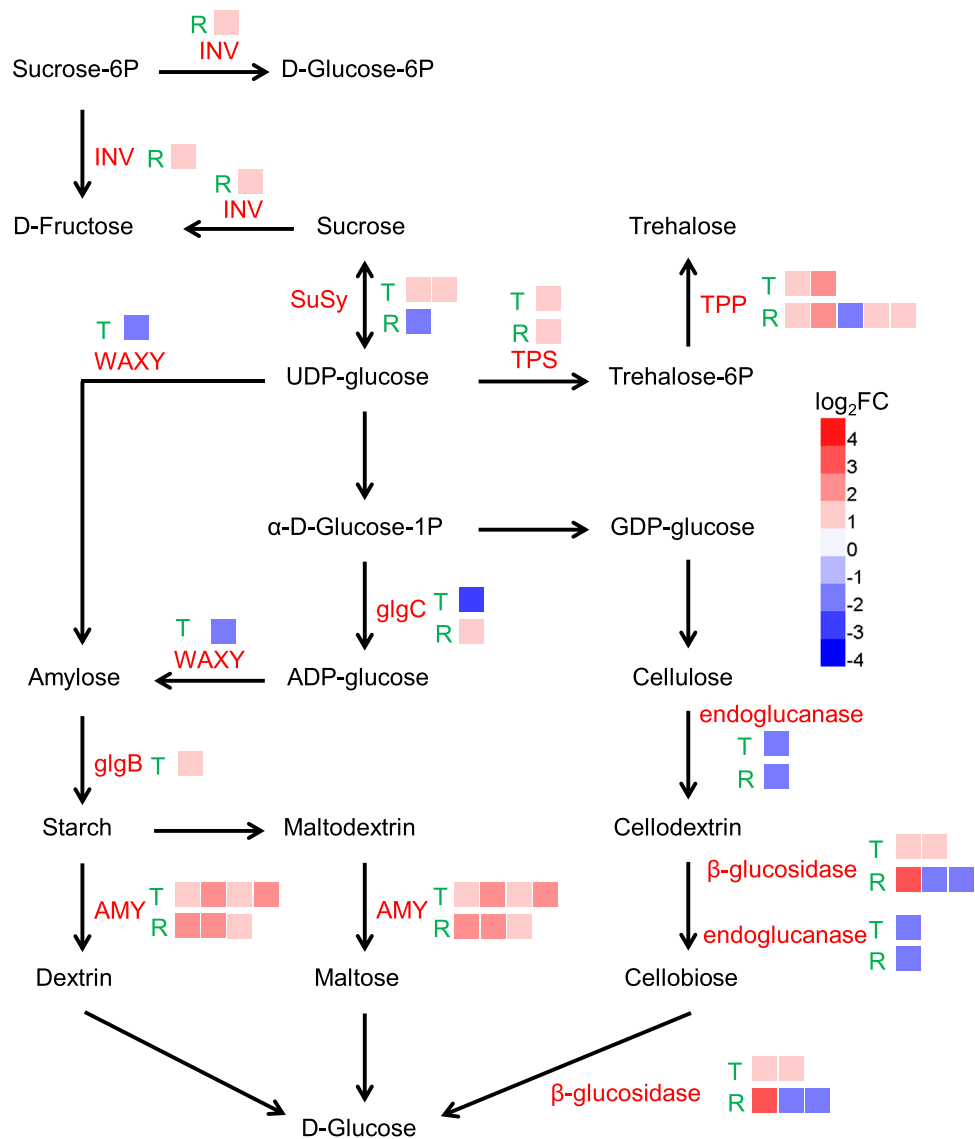 R
INV
Sucrose-6P
D-Glucose-6P
INV R
R
INV
D-Fructose
Sucrose
Trehalose
SuSy
T
R
T
R
TPS
TPP
T
R
T
WAXY
UDP-glucose
Trehalose-6P
log₂FC
4
3
2
1
0
-1
-2
-3
-4
α-D-Glucose-1P
GDP-glucose
glgC
T
R
T
WAXY
Amylose
ADP-glucose
Cellulose
endoglucanase
T
R
glgB T
Starch
Maltodextrin
Cellodextrin
AMY
T
R
AMY
T
R
β-glucosidase
T
R
endoglucanase
T
R
Dextrin
Maltose
Cellobiose
β-glucosidase
T
R
D-Glucose